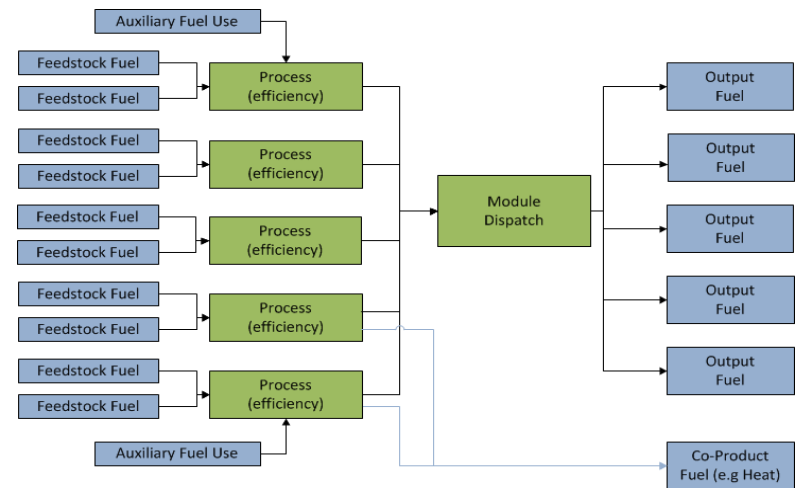 Auxiliary Fuel Use
Feedstock Fuel
Feedstock Fuel
Process
(efficiency)
Feedstock Fuel
Feedstock Fuel
Process
(efficiency)
Feedstock Fuel
Feedstock Fuel
Process
(efficiency)
Feedstock Fuel
Feedstock Fuel
Process
(efficiency)
Feedstock Fuel
Feedstock Fuel
Process
(efficiency)
Auxiliary Fuel Use
Module
Dispatch
Output
Fuel
Output
Fuel
Output
Fuel
Output
Fuel
Output
Fuel
Co-Product
Fuel (e.g Heat)